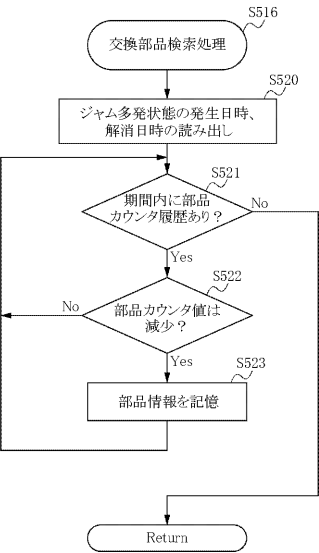 S516
交換部品検索処理
S520
ジャム多発状態の発生日時、
解消日時の読み出し
S521
期間内に部品
カウンタ履歴あり？
No
Yes
S522
部品カウンタ値は
減少？
No
Yes
S523
部品情報を記憶
Return